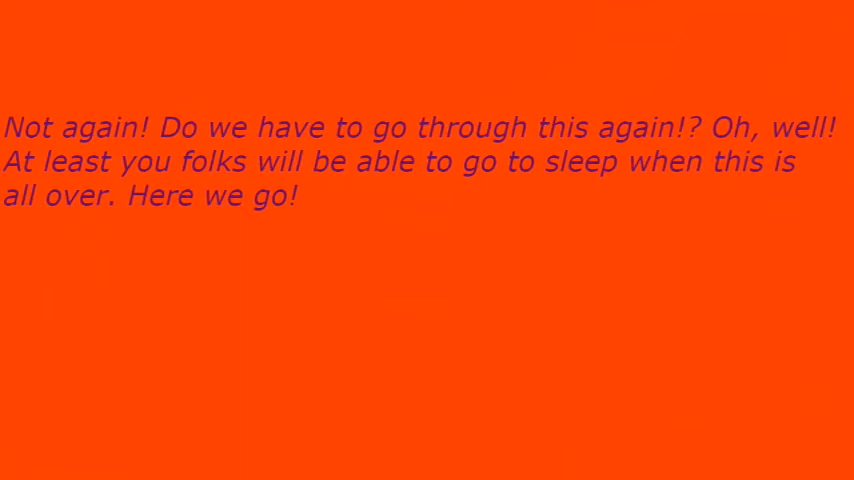 Not again! Do we have to go through this again!? Oh, well!
At least you folks will be able to go to sleep when this is
all over. Here we go!